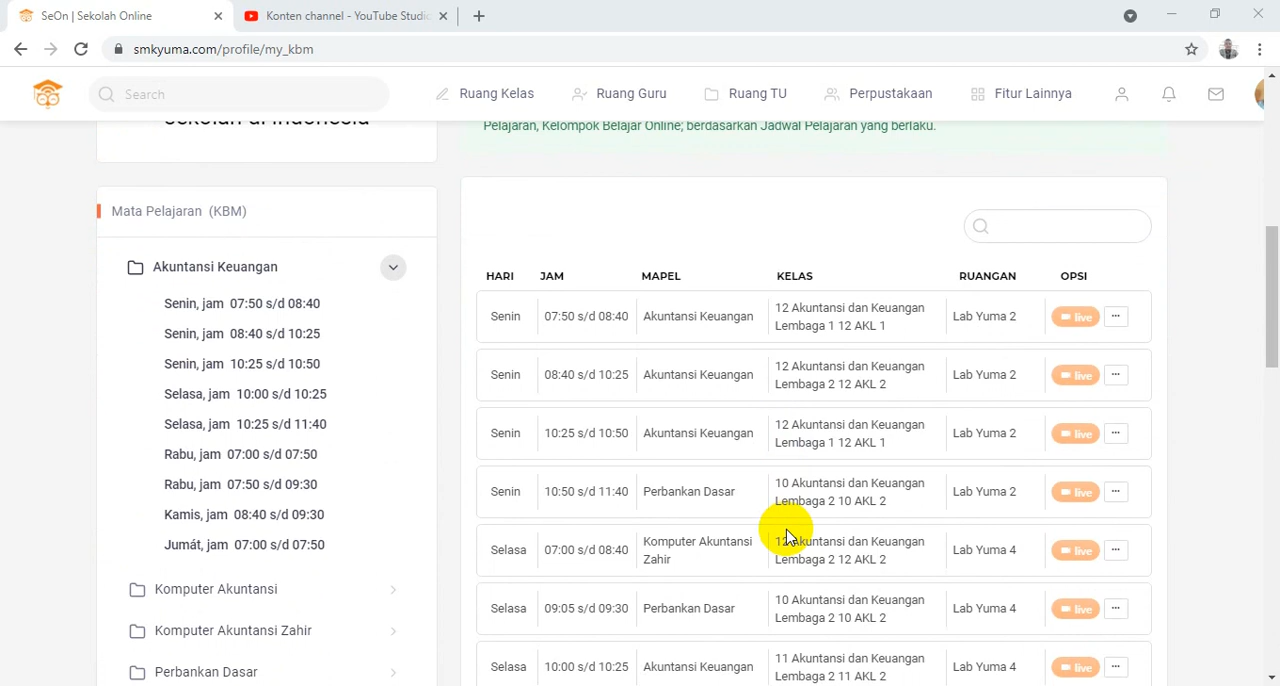 SeOn | Sekolah Online
Konten channel - YouTube Studio
smkyuma.com/profile/my_kbm
Search
Ruang Kelas
Ruang Guru
Ruang TU
Perpustakaan
Fitur Lainnya
Sekolah di Indonesia
Pelajaran, Kelompok Belajar Online; berdasarkan Jadwal Pelajaran yang berlaku.
Mata Pelajaran (KBM)
Akuntansi Keuangan
Senin, jam 07:50 s/d 08:40
Senin, jam 08:40 s/d 10:25
Senin, jam 10:25 s/d 10:50
Selasa, jam 10:00 s/d 10:25
Selasa, jam 10:25 s/d 11:40
Rabu, jam 07:00 s/d 07:50
Rabu, jam 07:50 s/d 09:30
Kamis, jam 08:40 s/d 09:30
Jumát, jam 07:00 s/d 07:50
Komputer Akuntansi
Komputer Akuntansi Zahir
Perbankan Dasar
HARI JAM MAPEL KELAS RUANGAN OPSI
Senin 07:50 s/d 08:40 Akuntansi Keuangan 12 Akuntansi dan Keuangan Lab Yuma 2 live ...
Lembaga 1 12 AKL 1
Senin 08:40 s/d 10:25 Akuntansi Keuangan 12 Akuntansi dan Keuangan Lab Yuma 2 live ...
Lembaga 2 12 AKL 2
Senin 10:25 s/d 10:50 Akuntansi Keuangan 12 Akuntansi dan Keuangan Lab Yuma 2 live ...
Lembaga 1 12 AKL 1
Senin 10:50 s/d 11:40 Perbankan Dasar 10 Akuntansi dan Keuangan Lab Yuma 2 live ...
Lembaga 2 10 AKL 2
Selasa 07:00 s/d 08:40 Komputer Akuntansi 12 Akuntansi dan Keuangan Lab Yuma 4 live ...
Zahir Lembaga 2 12 AKL 2
Selasa 09:05 s/d 09:30 Perbankan Dasar 10 Akuntansi dan Keuangan Lab Yuma 4 live ...
Lembaga 2 10 AKL 2
Selasa 10:00 s/d 10:25 Akuntansi Keuangan 11 Akuntansi dan Keuangan Lab Yuma 4 live ...
Lembaga 2 11 AKL 2